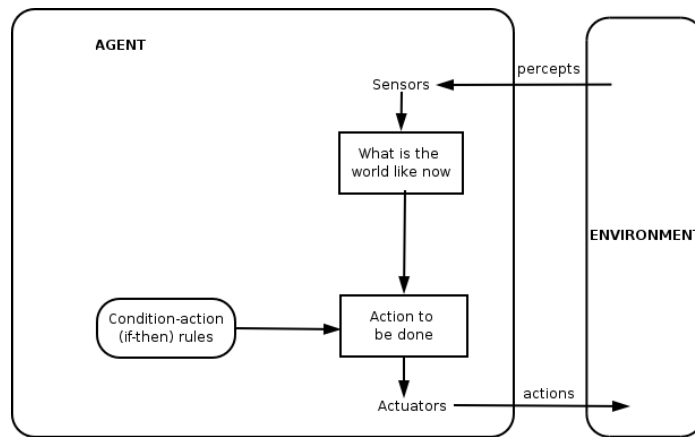 AGENT
percepts
Sensors
What is the
world like now
ENVIRONMENT
Condition-action
(if-then) rules
Action to
be done
actions
Actuators